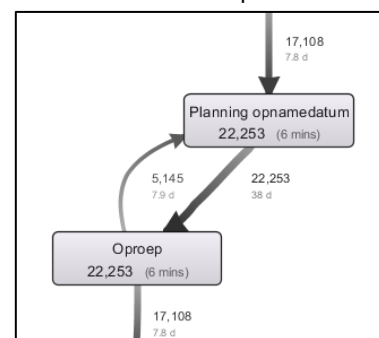 17,108
7.8 d
Planning opnamedatum
22,253 (6 mins)
5,145
7.9 d
22,253
38 d
Oproep
22,253 (6 mins)
17,108
7.8 d